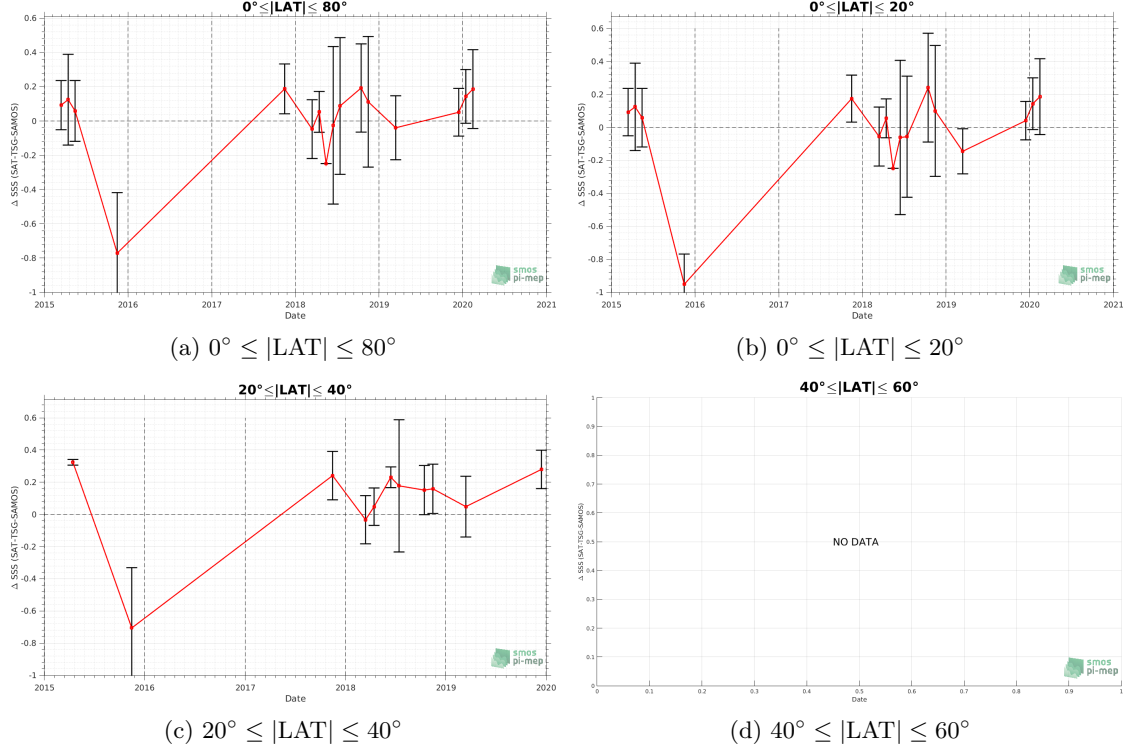 0°≤|LAT|≤ 80°
0.6
0.4
0.2
0
-0.2
-0.4
-0.6
-0.8
-1
Δ SSS (SAT-TSG-SAMOS)
2015 2016 2017 2018 2019 2020 2021
Date
smos
pi-mep
(a) 0° ≤ |LAT| ≤ 80°
0°≤|LAT|≤ 20°
0.6
0.4
0.2
0
-0.2
-0.4
-0.6
-0.8
-1
Δ SSS (SAT-TSG-SAMOS)
2015 2016 2017 2018 2019 2020 2021
Date
smos
pi-mep
(b) 0° ≤ |LAT| ≤ 20°
20°≤|LAT|≤ 40°
0.6
0.4
0.2
0
-0.2
-0.4
-0.6
-0.8
-1
Δ SSS (SAT-TSG-SAMOS)
2015 2016 2017 2018 2019 2020
Date
smos
pi-mep
(c) 20° ≤ |LAT| ≤ 40°
40°≤|LAT|≤ 60°
1
0.9
0.8
0.7
0.6
0.5
0.4
0.3
0.2
0.1
0
Δ SSS (SAT-TSG-SAMOS)
NO DATA
0 0.1 0.2 0.3 0.4 0.5 0.6 0.7 0.8 0.9 1
Date
smos
pi-mep
(d) 40° ≤ |LAT| ≤ 60°